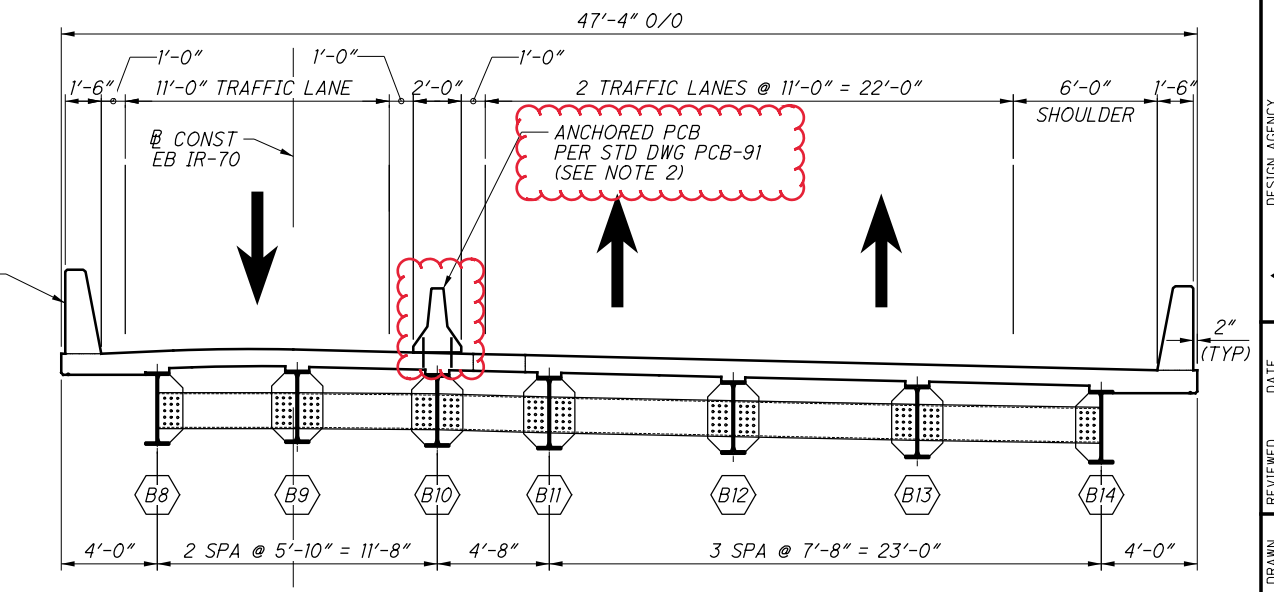 47'-4" O/O
1'-0"
1'-0"
1'-0"
1'-6"
11'-0" TRAFFIC LANE
2'-0"
2 TRAFFIC LANES @ 11'-0" = 22'-0"
6'-0"
SHOULDER
1'-6"
CONST
EB IR-70
ANCHORED PCB
PER STD DWG PCB-91
(SEE NOTE 2)
2"
(TYP)
B8
B9
B10
B11
B12
B13
B14
4'-0"
2 SPA @ 5'-10" = 11'-8"
4'-8"
3 SPA @ 7'-8" = 23'-0"
4'-0"
DESIGN AGENCY
DATE
REVIEWED
DRAWN